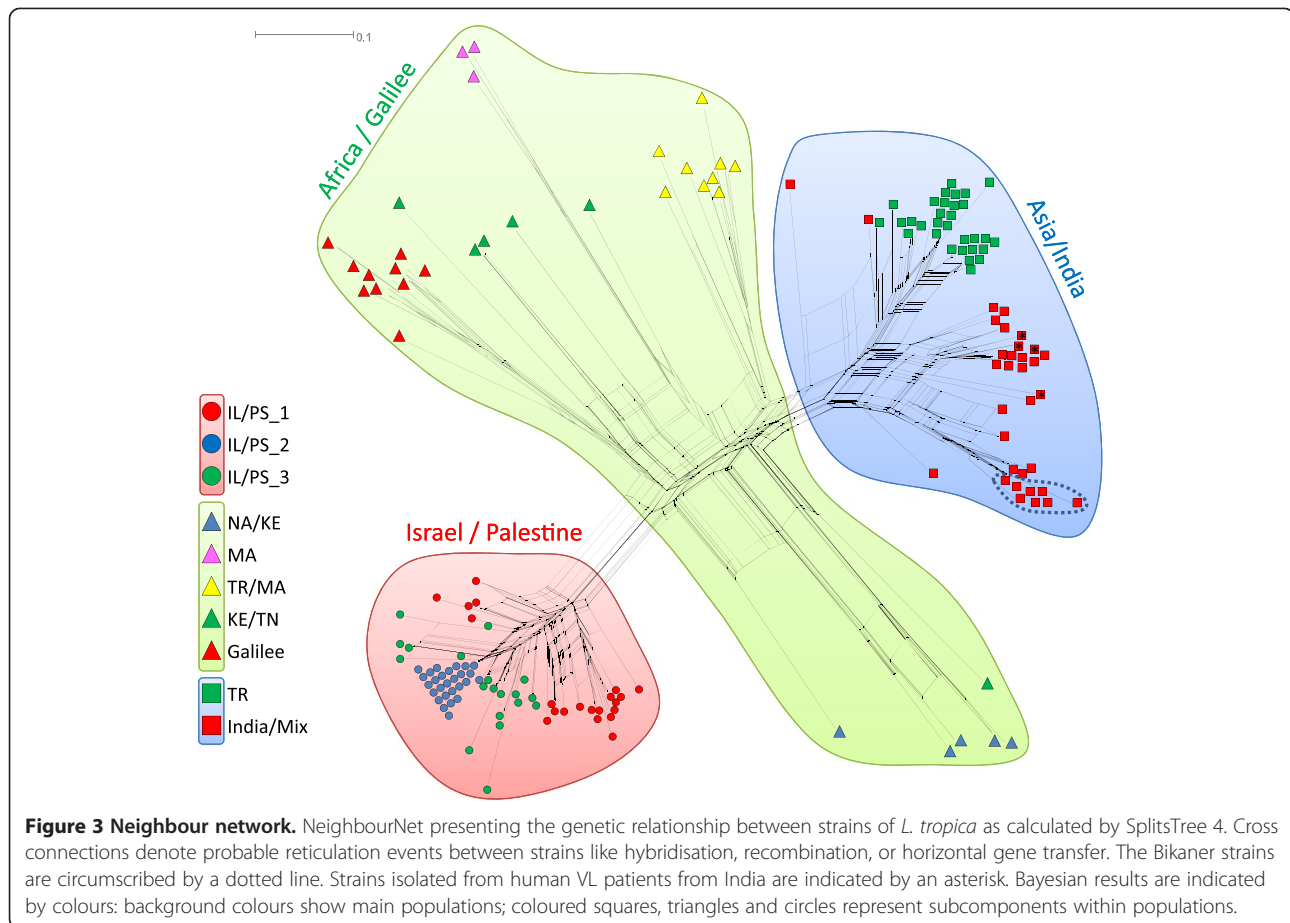 0.1
Africa / Galilee
Asia/India
IL/PS_1
IL/PS_2
IL/PS_3
NA/KE
MA
TR/MA
KE/TN
Galilee
TR
India/Mix
Israel / Palestine
Figure 3 Neighbour network. NeighbourNet presenting the genetic relationship between strains of L. tropica as calculated by SplitsTree 4. Cross
connections denote probable reticulation events between strains like hybridisation, recombination, or horizontal gene transfer. The Bikaner strains
are circumscribed by a dotted line. Strains isolated from human VL patients from India are indicated by an asterisk. Bayesian results are indicated
by colours: background colours show main populations; coloured squares, triangles and circles represent subcomponents within populations.